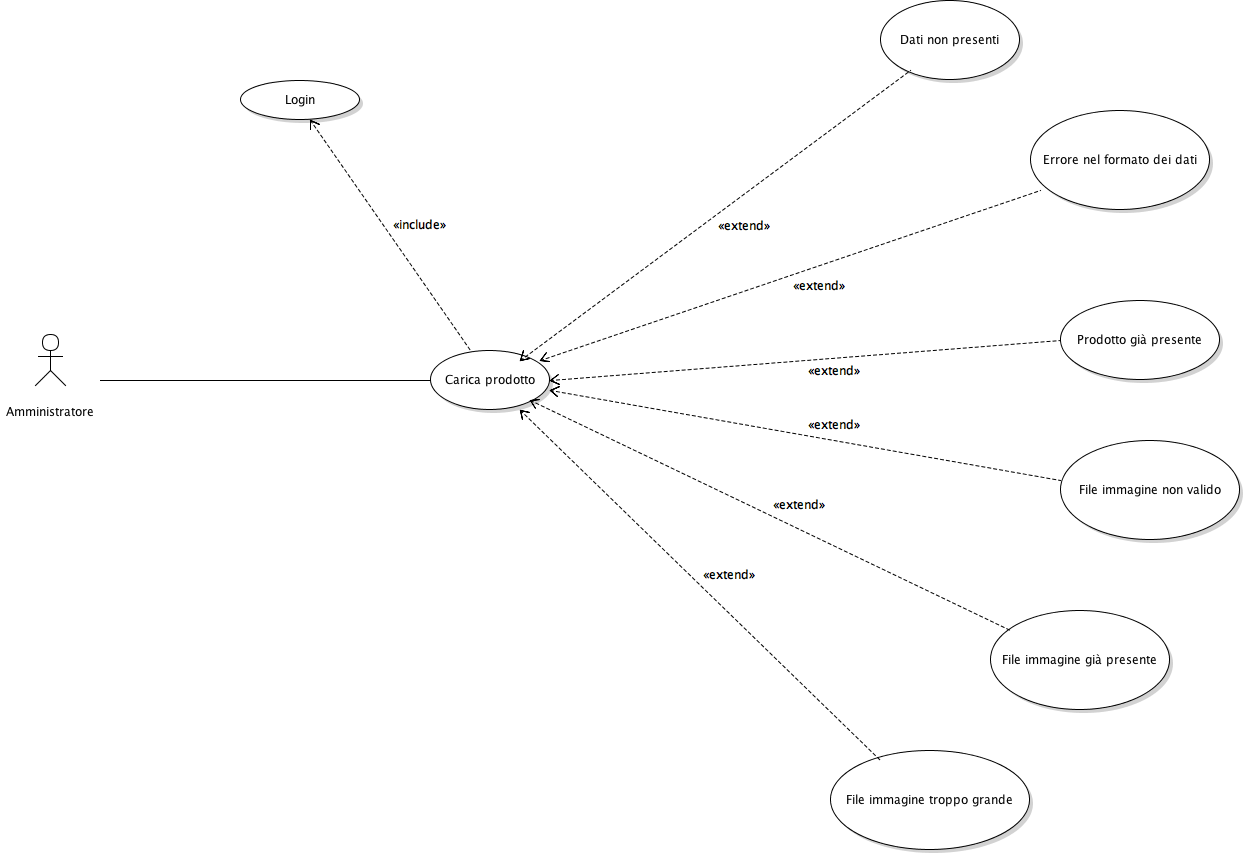 Dati non presenti
Login
Errore nel formato dei dati
«include»
«extend»
«extend»
Prodotto già presente
«extend»
Carica prodotto
Amministratore
«extend»
File immagine non valido
«extend»
«extend»
File immagine già presente
File immagine troppo grande